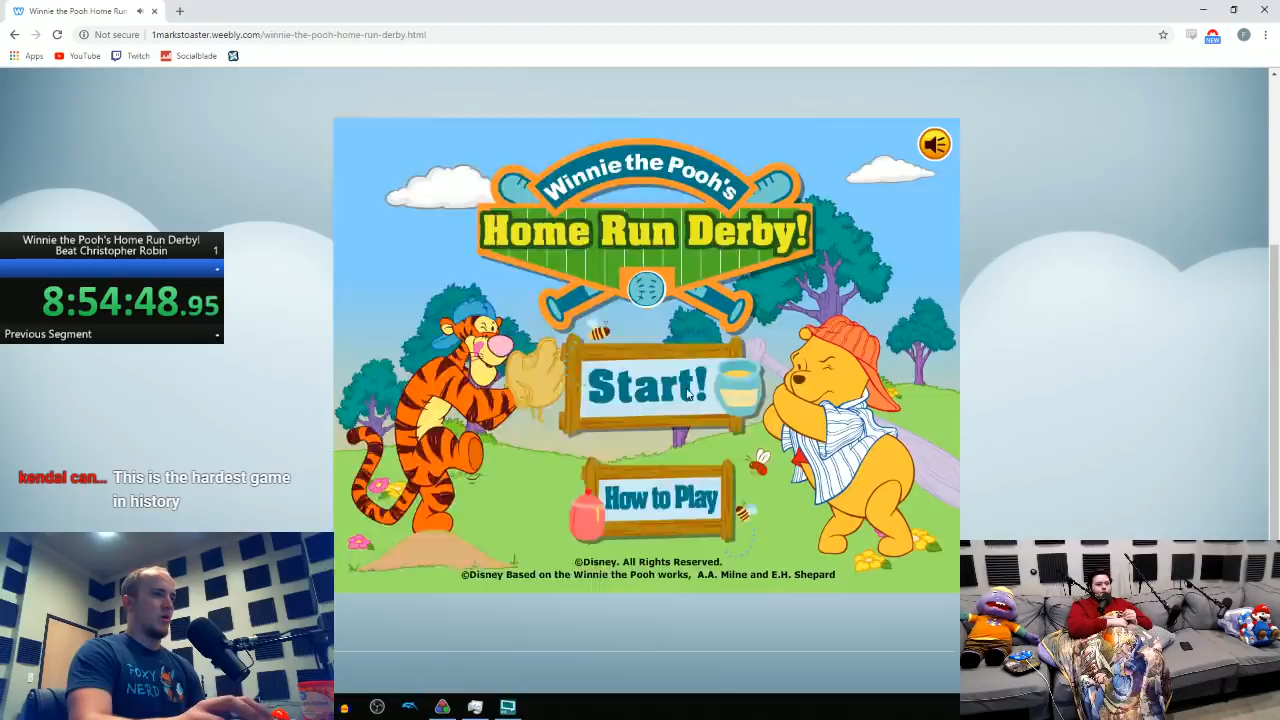 Winnie the Pooh Home Run
Not secure
1markstoaster.weebly.com/winnie-the-pooh-home-run-derby.html
NEW
F
Apps
YouTube
Twitch
Socialblade
Winnie the Pooh's
Home Run Derby!
Winnie the Pooh's Home Run Derby!
Beat Christopher Robin 1
-
8:54:48.95
Previous Segment -
Start!
How to Play
kendal can... This is the hardest game
in history
©Disney. All Rights Reserved.
©Disney Based on the Winnie the Pooh works, A.A. Milne and E.H. Shepard
FOXY
NERD